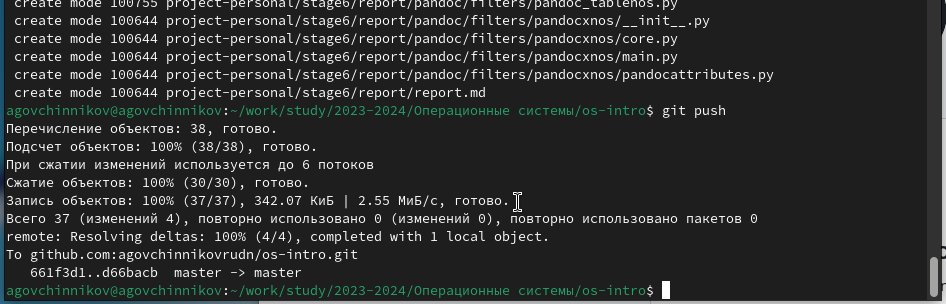 create mode 100755 project-personal/stage6/report/pandoc/filters/pandoc_tablenos.py
create mode 100644 project-personal/stage6/report/pandoc/filters/pandocxnos/__init__.py
create mode 100644 project-personal/stage6/report/pandoc/filters/pandocxnos/core.py
create mode 100644 project-personal/stage6/report/pandoc/filters/pandocxnos/main.py
create mode 100644 project-personal/stage6/report/pandoc/filters/pandocxnos/pandocattributes.py
create mode 100644 project-personal/stage6/report/report.md
agovchinnikov@agovchinnikov:~/work/study/2023-2024/Операционные системы/os-intro$ git push
Перечисление объектов: 38, готово.
Подсчет объектов: 100% (38/38), готово.
При сжатии изменений используется до 6 потоков
Сжатие объектов: 100% (30/30), готово.
Запись объектов: 100% (37/37), 342.07 КиБ | 2.55 МиБ/с, готово.
Всего 37 (изменений 4), повторно использовано 0 (изменений 0), повторно использовано пакетов 0
remote: Resolving deltas: 100% (4/4), completed with 1 local object.
To github.com:agovchinnikovrudn/os-intro.git
661f3d1..d66bacb  master -> master
agovchinnikov@agovchinnikov:~/work/study/2023-2024/Операционные системы/os-intro$